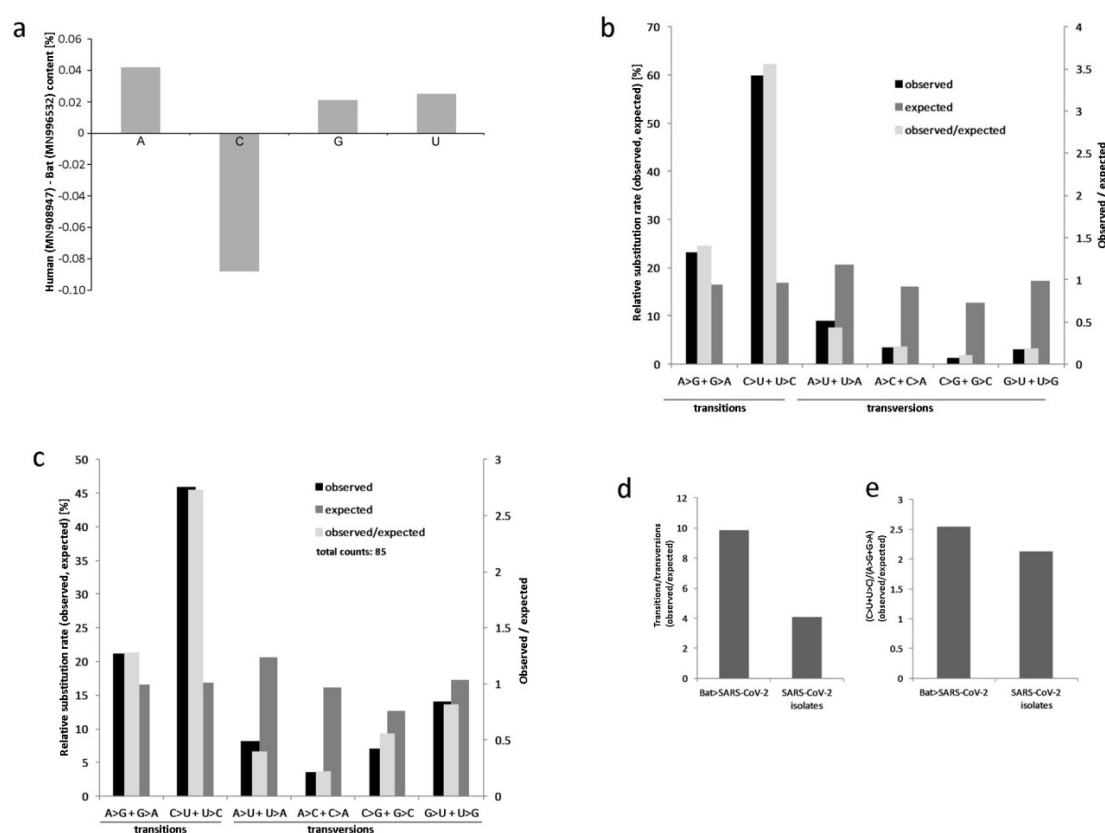 a
Human (MN908947) - Bat (MN996532) content [%]
0.06
0.04
0.02
0
-0.02
-0.04
-0.06
-0.08
-0.10
A
C
G
U
b
Relative substitution rate (observed, expected) [%]
70
60
50
40
30
20
10
0
observed
expected
observed/expected
4
3.5
3
2.5
2
1.5
1
0.5
0
Observed / expected
A>G + G>A
C>U + U>C
A>U + U>A
A>C + C>A
C>G + G>C
G>U + U>G
transitions
transversions
c
Relative substitution rate (observed, expected) [%]
50
45
40
35
30
25
20
15
10
5
0
observed
expected
observed/expected
total counts: 85
3
2.5
2
1.5
1
0.5
0
Observed / expected
A>G + G>A
C>U + U>C
A>U + U>A
A>C + C>A
C>G + G>C
G>U + U>G
transitions
transversions
d
Transitions/transversions
(observed/expected)
12
10
8
6
4
2
0
Bat>SARS-CoV-2
SARS-CoV-2
isolates
e
(C>U+U>C)/(A>G+G>A)
(observed/expected)
3
2.5
2
1.5
1
0.5
0
Bat>SARS-CoV-2
SARS-CoV-2
isolates